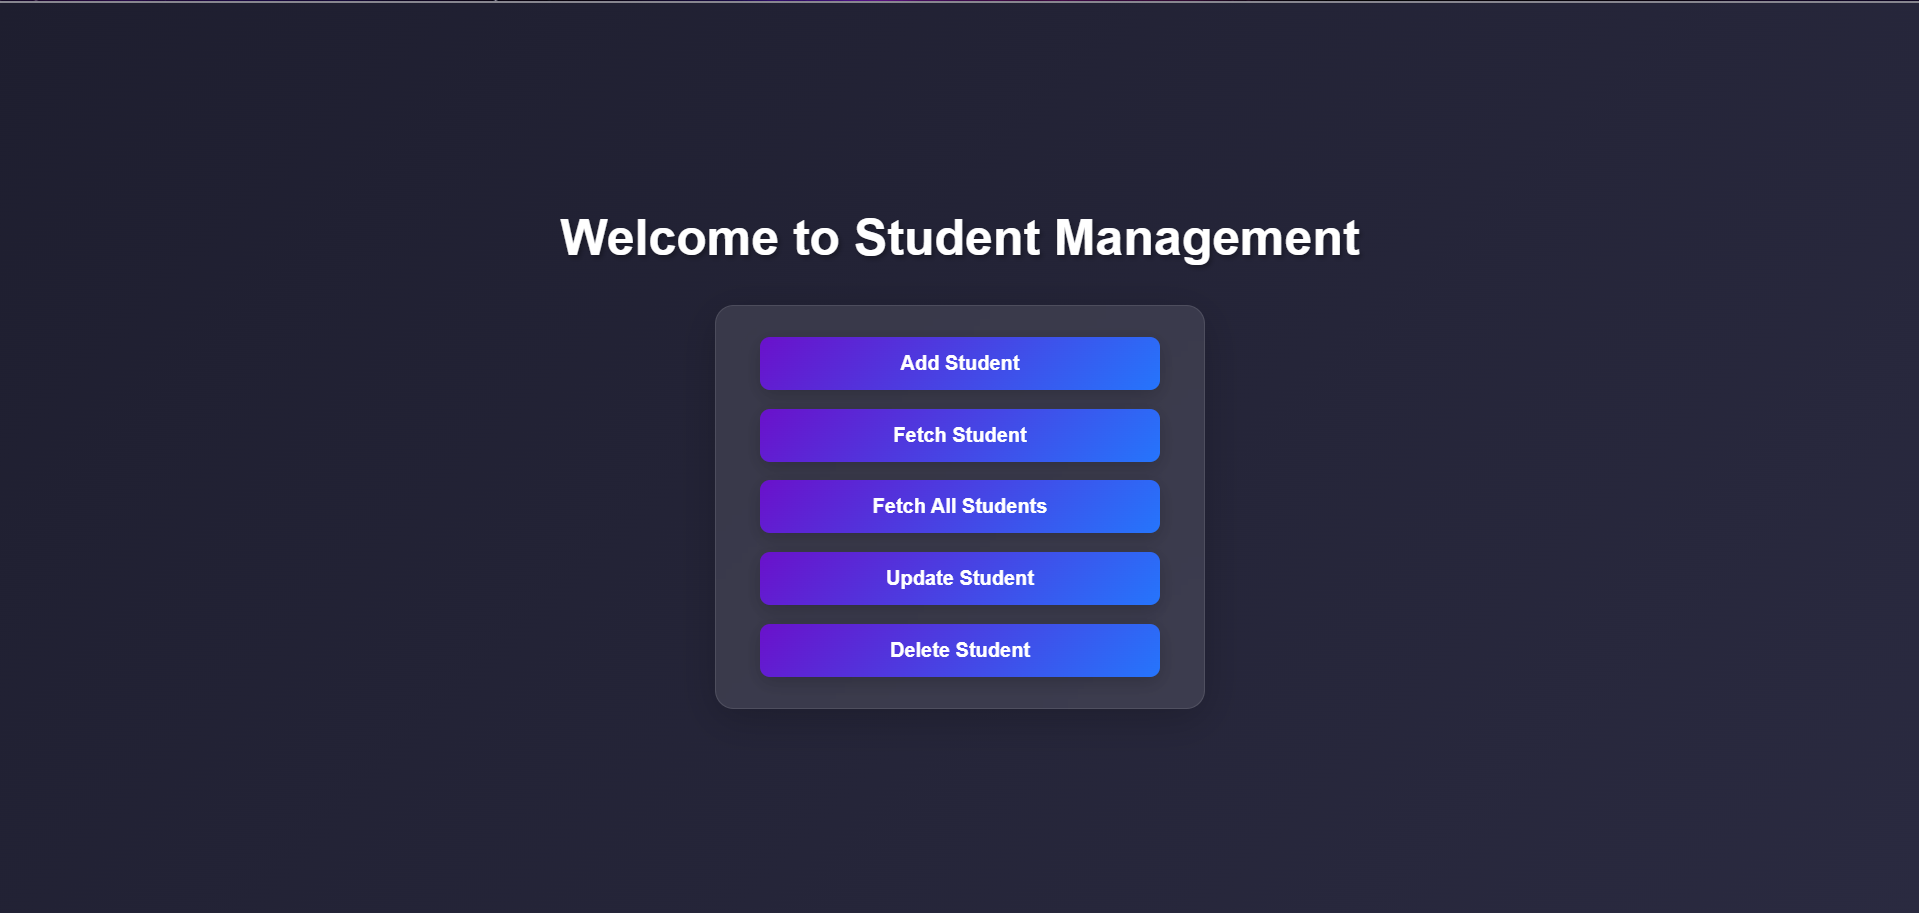 Welcome to Student Management
Add Student
Fetch Student
Fetch All Students
Update Student
Delete Student